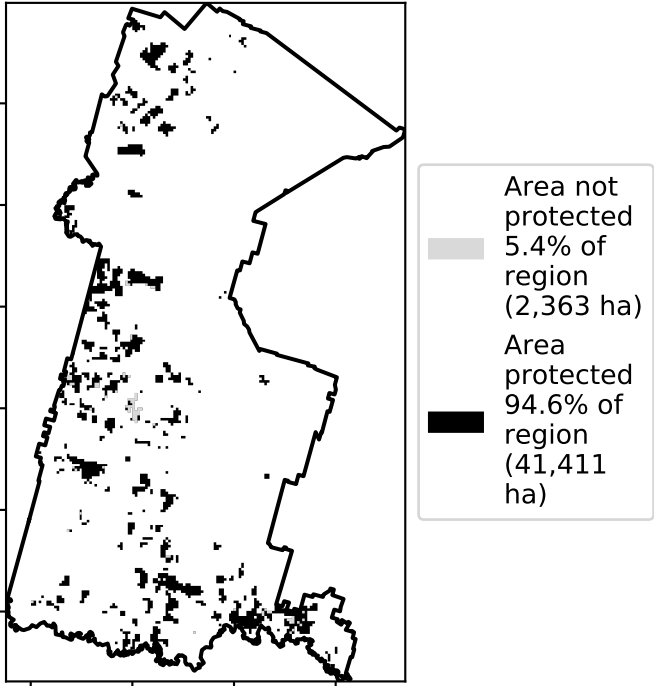 Area not
protected
5.4% of
region
(2,363 ha)
Area
protected
94.6% of
region
(41,411
ha)